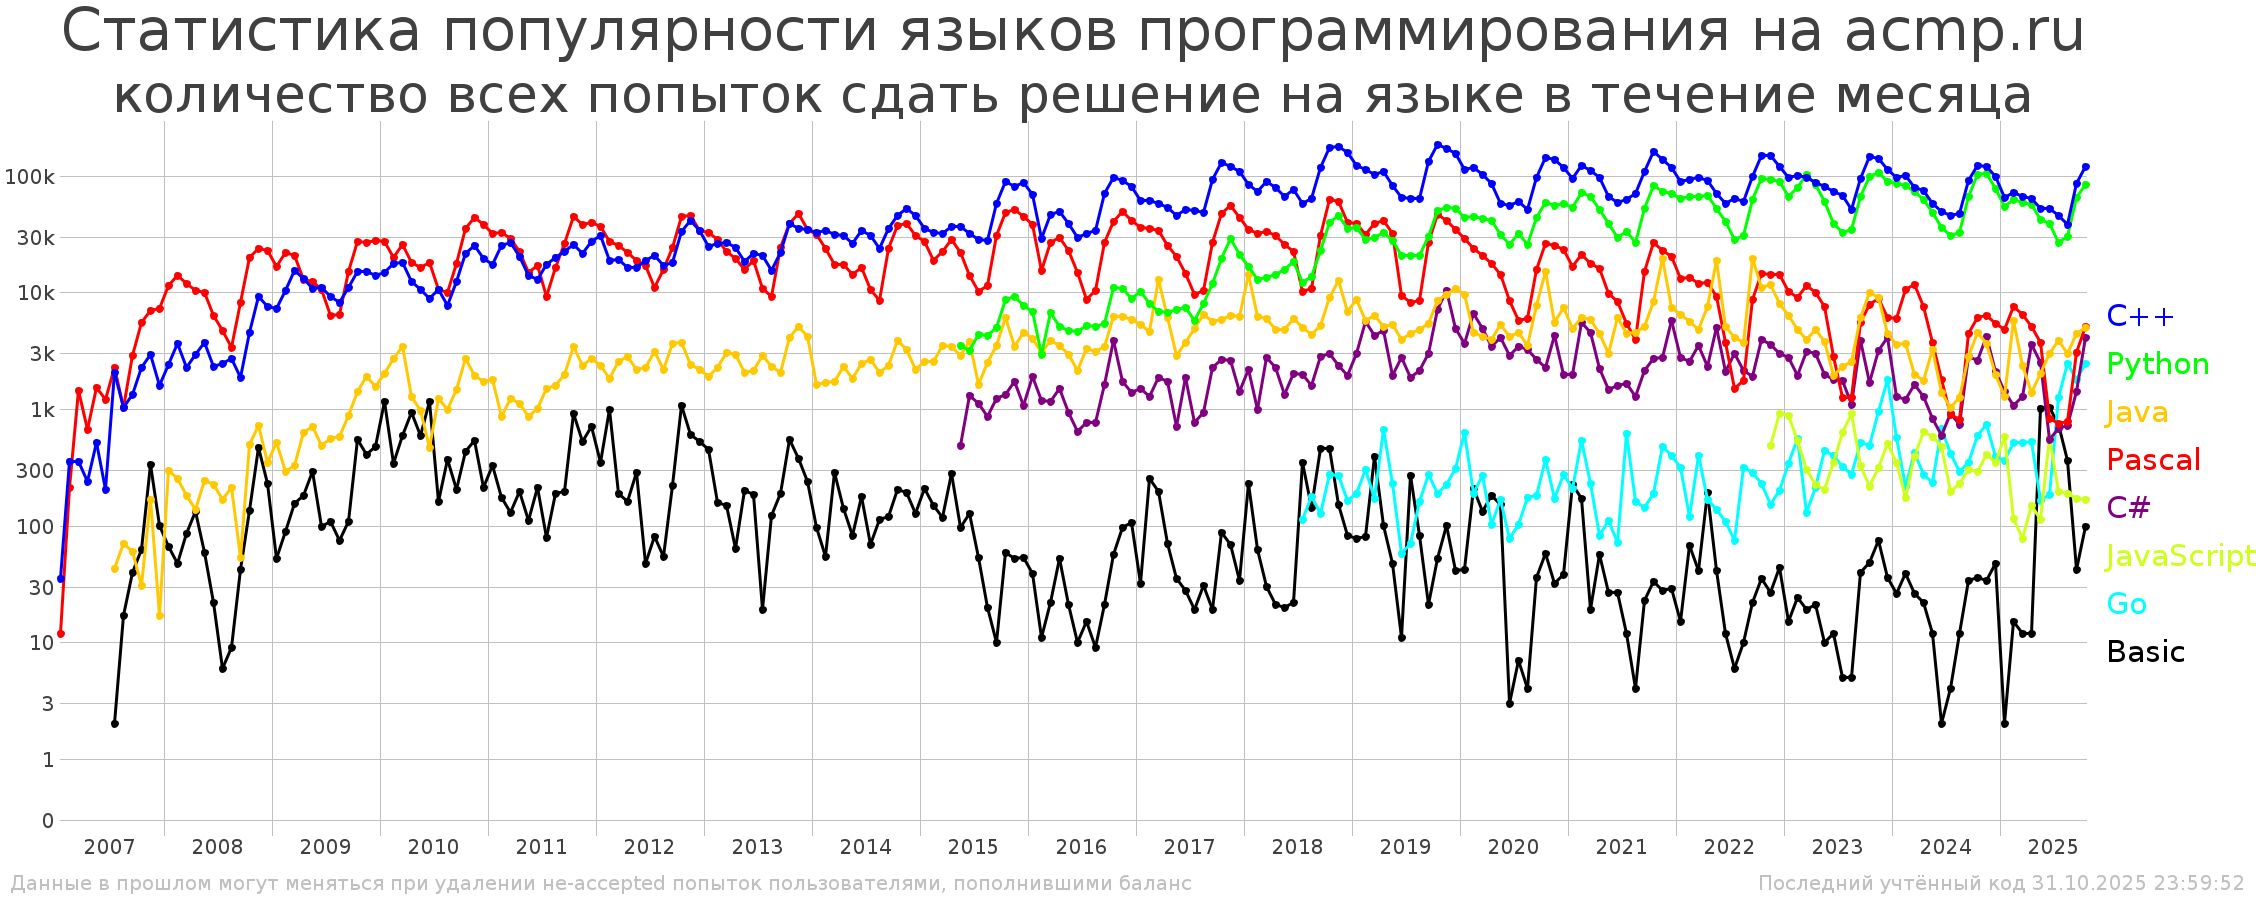 Статистика популярности языков программирования на acmp.ru
количество всех попыток сдать решение на языке в течение месяца
100k
30k
10k
3k
1k
300
100
30
10
3
1
0
C++
Python
Java
Pascal
C#
JavaScript
Go
Basic
2007 2008 2009 2010 2011 2012 2013 2014 2015 2016 2017 2018 2019 2020 2021 2022 2023 2024 2025
Данные в прошлом могут меняться при удалении не-accepted попыток пользователями, пополнившими баланс
Последний учтённый код 31.10.2025 23:59:52